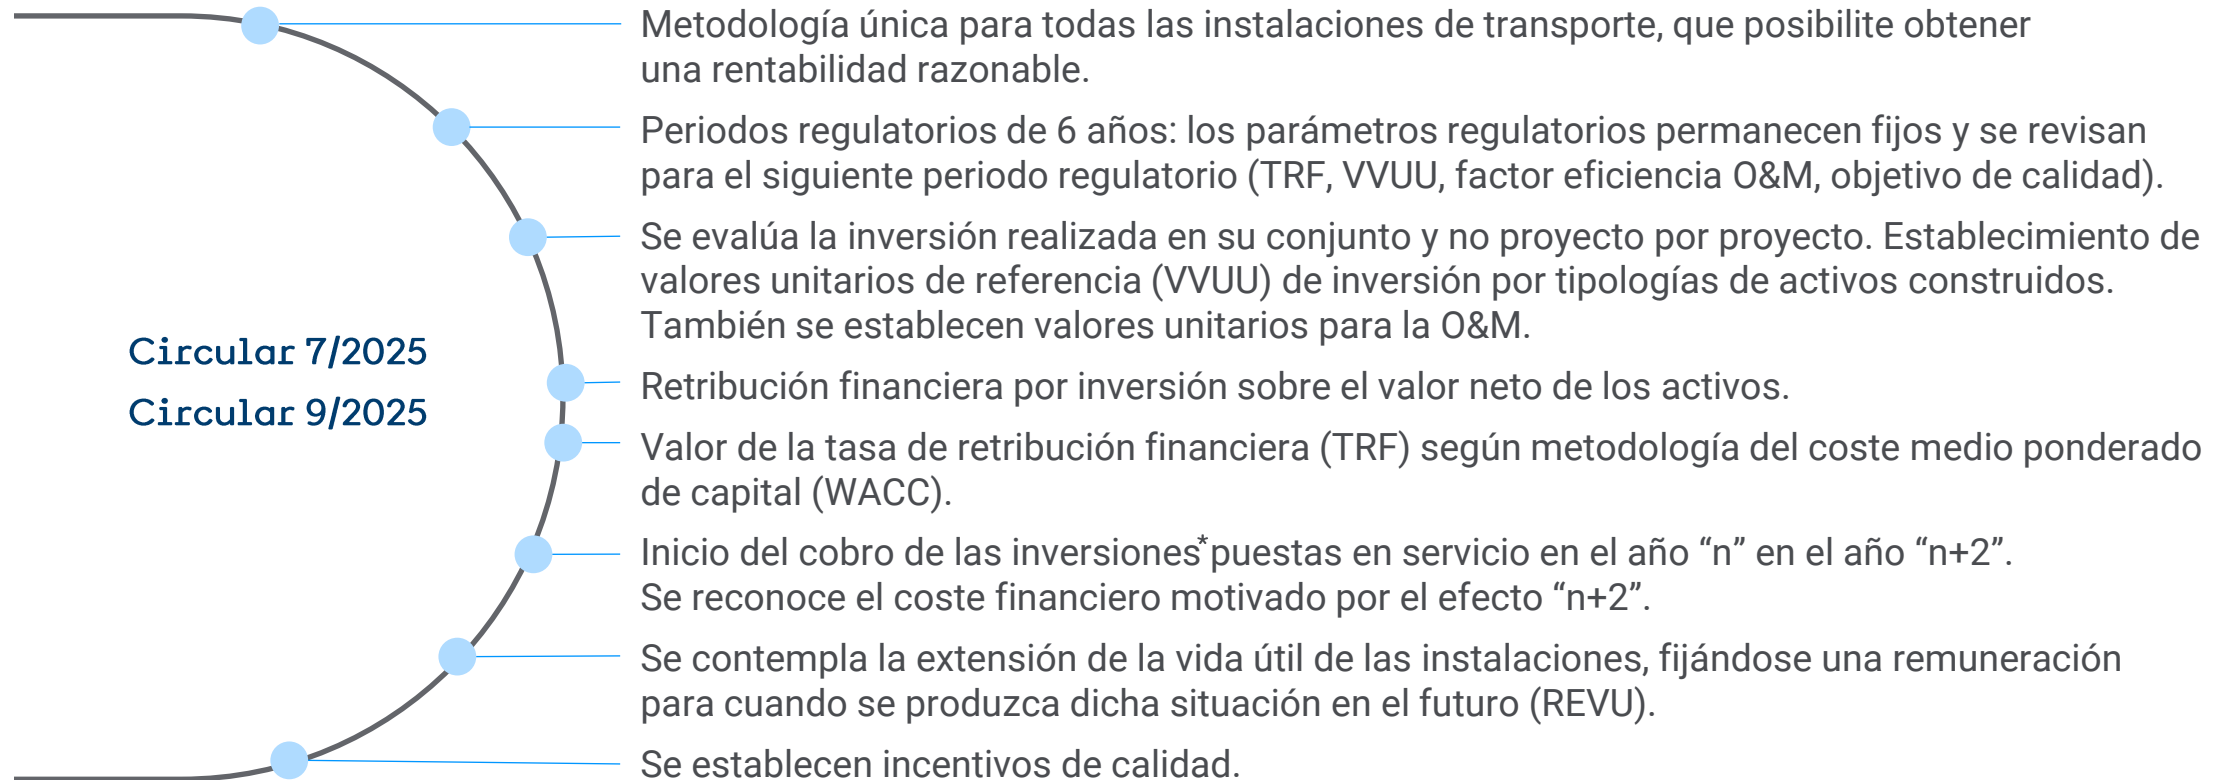 Metodología única para todas las instalaciones de transporte, que posibilite obtener
una rentabilidad razonable.
Periodos regulatorios de 6 años: los parámetros regulatorios permanecen fijos y se revisan
para el siguiente periodo regulatorio (TRF, VVUU, factor eficiencia O&M, objetivo de calidad).
Se evalúa la inversión realizada en su conjunto y no proyecto por proyecto. Establecimiento de
valores unitarios de referencia (VVUU) de inversión por tipologías de activos construidos.
También se establecen valores unitarios para la O&M.
Circular 7/2025
Circular 9/2025
Retribución financiera por inversión sobre el valor neto de los activos.
Valor de la tasa de retribución financiera (TRF) según metodología del coste medio ponderado
de capital (WACC).
Inicio del cobro de las inversiones* puestas en servicio en el año “n” en el año “n+2”.
Se reconoce el coste financiero motivado por el efecto “n+2”.
Se contempla la extensión de la vida útil de las instalaciones, fijándose una remuneración
para cuando se produzca dicha situación en el futuro (REVU).
Se establecen incentivos de calidad.